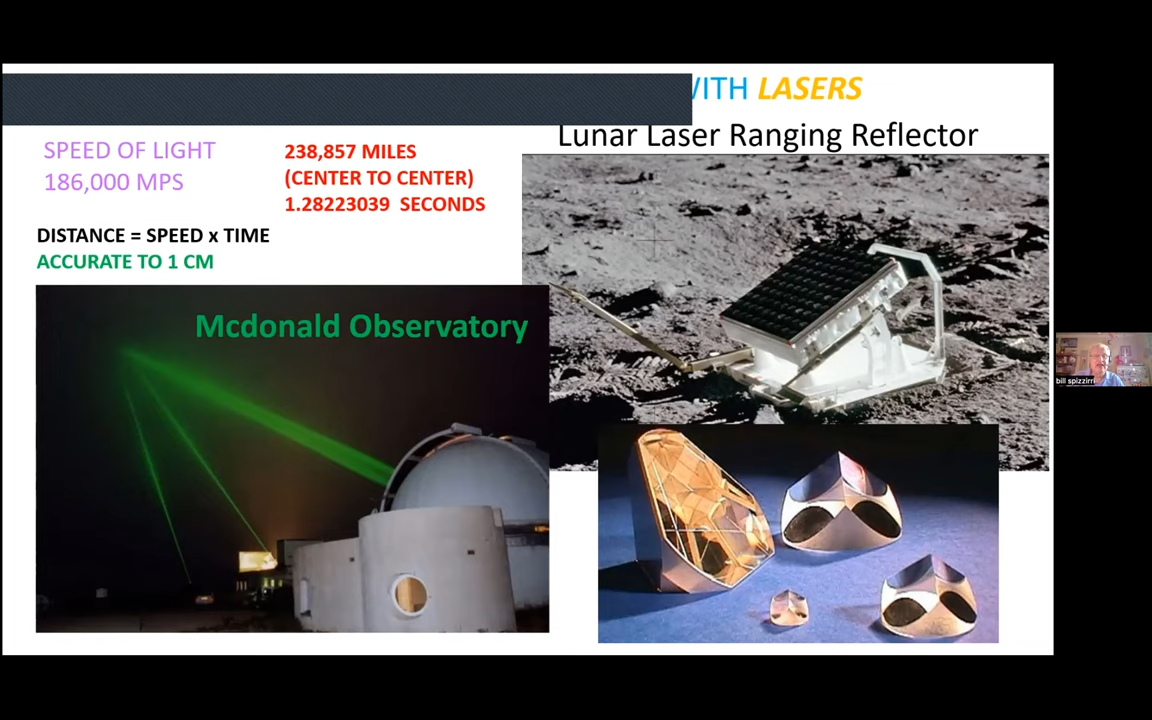 WITH LASERS
Lunar Laser Ranging Reflector
SPEED OF LIGHT
186,000 MPS
238,857 MILES
(CENTER TO CENTER)
1.28223039 SECONDS
DISTANCE = SPEED x TIME
ACCURATE TO 1 CM
Mcdonald Observatory
bill spizzirri